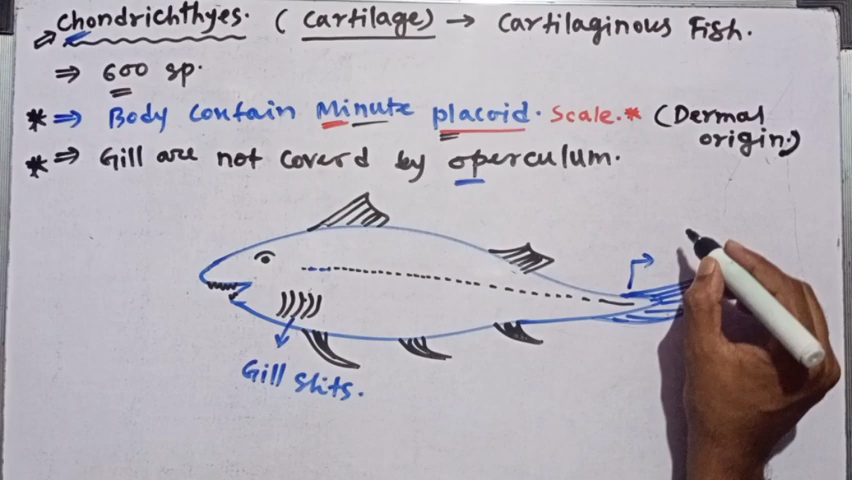 ⇒ Chondrichthyes. (Cartilage) → Cartilaginous Fish.
⇒ 600 sp.
* ⇒ Body Contain Minute placoid. Scale.* (Dermal origin)
* ⇒ Gill are not coverd by operculum.
Gill slits.